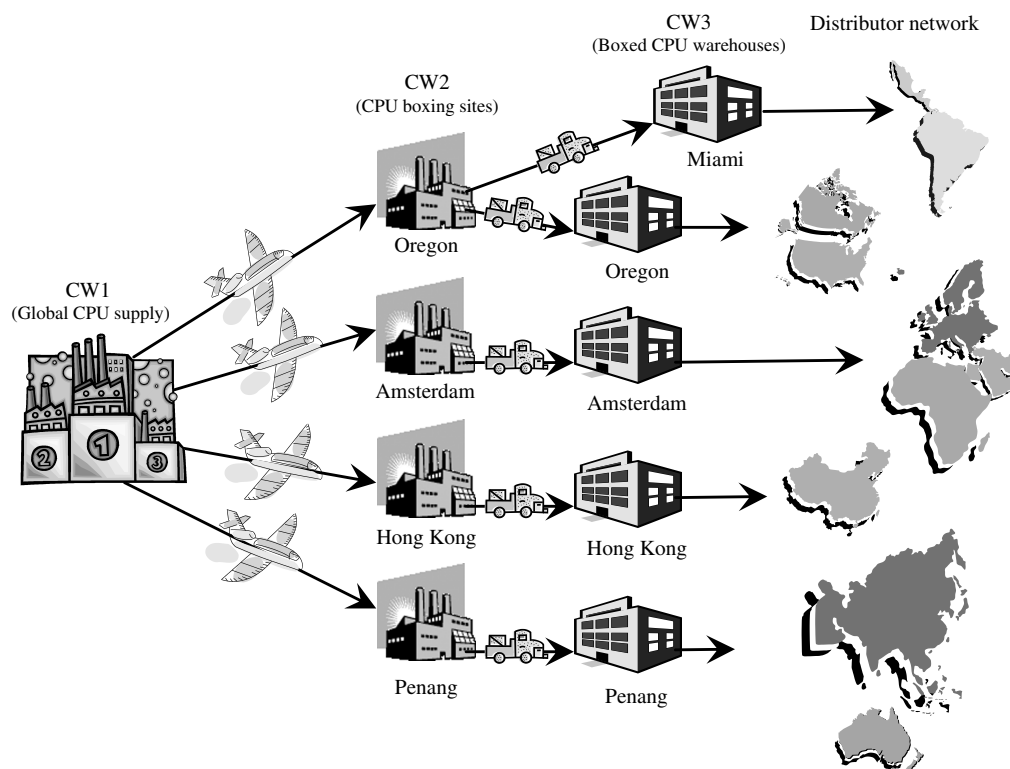 CW3
(Boxed CPU warehouses)
Distributor network
CW2
(CPU boxing sites)
Miami
Oregon
Oregon
CW1
(Global CPU supply)
Amsterdam
Amsterdam
2
1
3
Hong Kong
Hong Kong
Penang
Penang